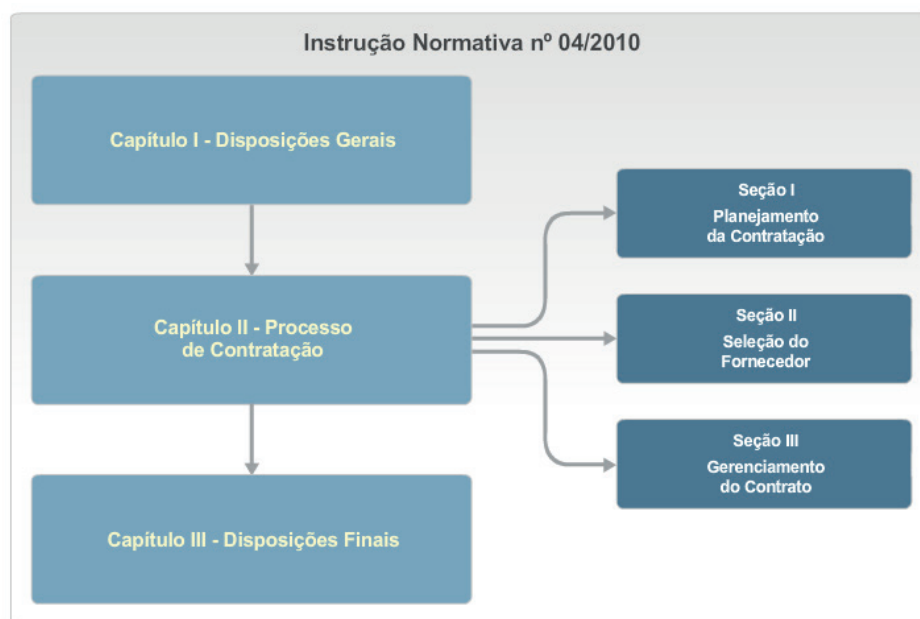 Instrução Normativa nº 04/2010
Capítulo I - Disposições Gerais
Capítulo II - Processo
de Contratação
Capítulo III - Disposições Finais
Seção I
Planejamento
da Contratação
Seção II
Seleção do
Fornecedor
Seção III
Gerenciamento
do Contrato